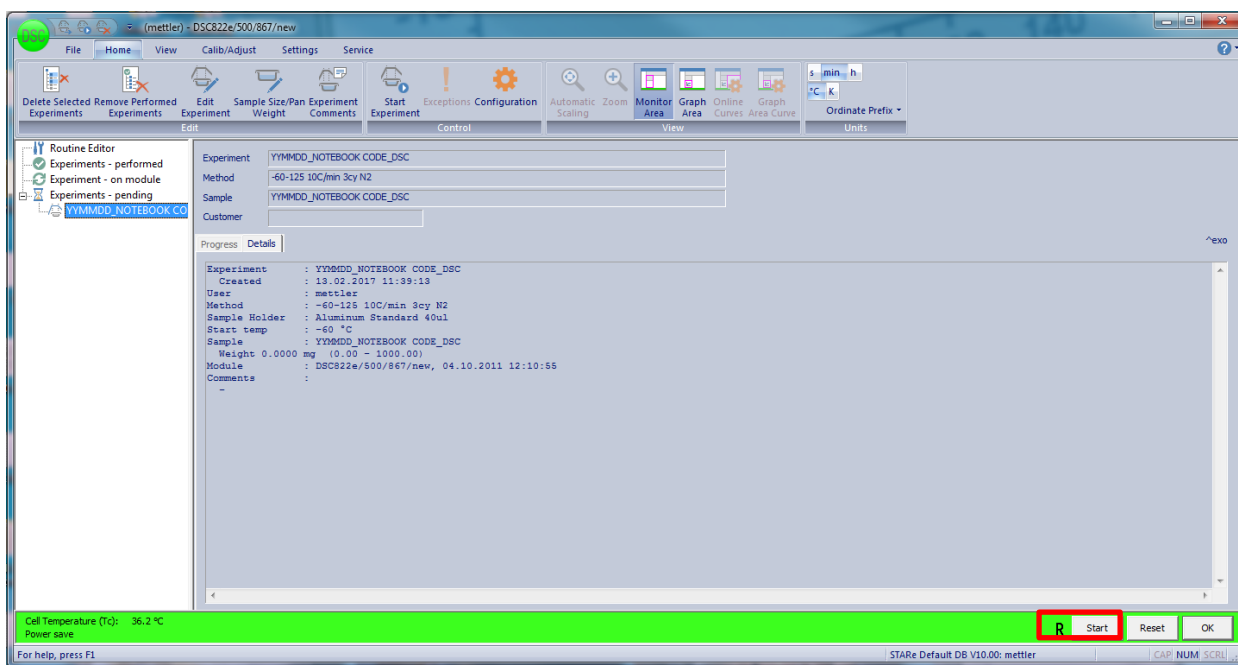 DSC
(mettler) - DSC822e/500/867/new
File Home View Calib/Adjust Settings Service
Delete Selected Experiments
Remove Performed Experiments
Edit Experiment
Sample Size/Pan Weight
Experiment Comments
Edit
Start Experiment
Exceptions
Configuration
Control
Automatic Scaling
Zoom
Monitor Area
Graph Area
Online Curves
Graph Area Curve
View
s min h
°C K
Ordinate Prefix
Units
Routine Editor
Experiments - performed
Experiment - on module
Experiments - pending
YYMMDD_NOTEBOOK CO
Experiment YYMMDD_NOTEBOOK CODE_DSC
Method -60-125 10C/min 3cy N2
Sample YYMMDD_NOTEBOOK CODE_DSC
Customer
Progress Details
^exo
Experiment : YYMMDD_NOTEBOOK CODE_DSC
Created : 13.02.2017 11:39:13
User : mettler
Method : -60-125 10C/min 3cy N2
Sample Holder : Aluminum Standard 40ul
Start temp : -60 °C
Sample : YYMMDD_NOTEBOOK CODE_DSC
Weight 0.0000 mg (0.00 - 1000.00)
Module : DSC822e/500/867/new, 04.10.2011 12:10:55
Comments :
-
Cell Temperature (Tc): 36.2 °C
Power save
R Start Reset OK
For help, press F1
STARe Default DB V10.00: mettler
CAP NUM SCRL